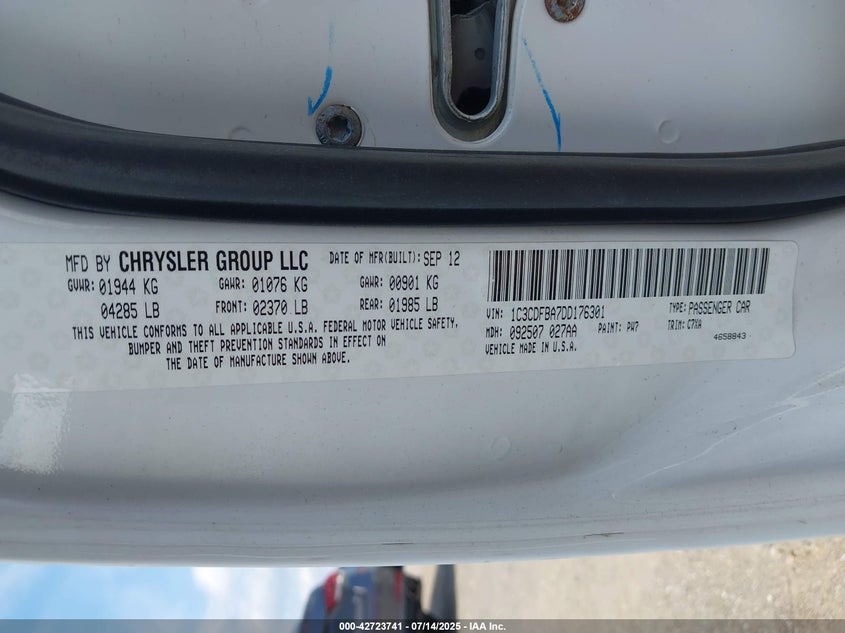 MFD BY CHRYSLER GROUP LLC DATE OF MFR(BUILT): SEP 12
GVWR: 01944 KG GAWR: 01076 KG GAWR: 00901 KG
04285 LB FRONT: 02370 LB REAR: 01985 LB
THIS VEHICLE CONFORMS TO ALL APPLICABLE U.S.A. FEDERAL MOTOR VEHICLE SAFETY,
BUMPER AND THEFT PREVENTION STANDARDS IN EFFECT ON
THE DATE OF MANUFACTURE SHOWN ABOVE.
VIN: 1C3CDFBA7DD176301 TYPE: PASSENGER CAR
MDH: 092507 027AA PAINT: PW7 TRIM: C7XA
VEHICLE MADE IN U.S.A. 4658843
000-42723741 - 07/14/2025 - © IAA Inc.